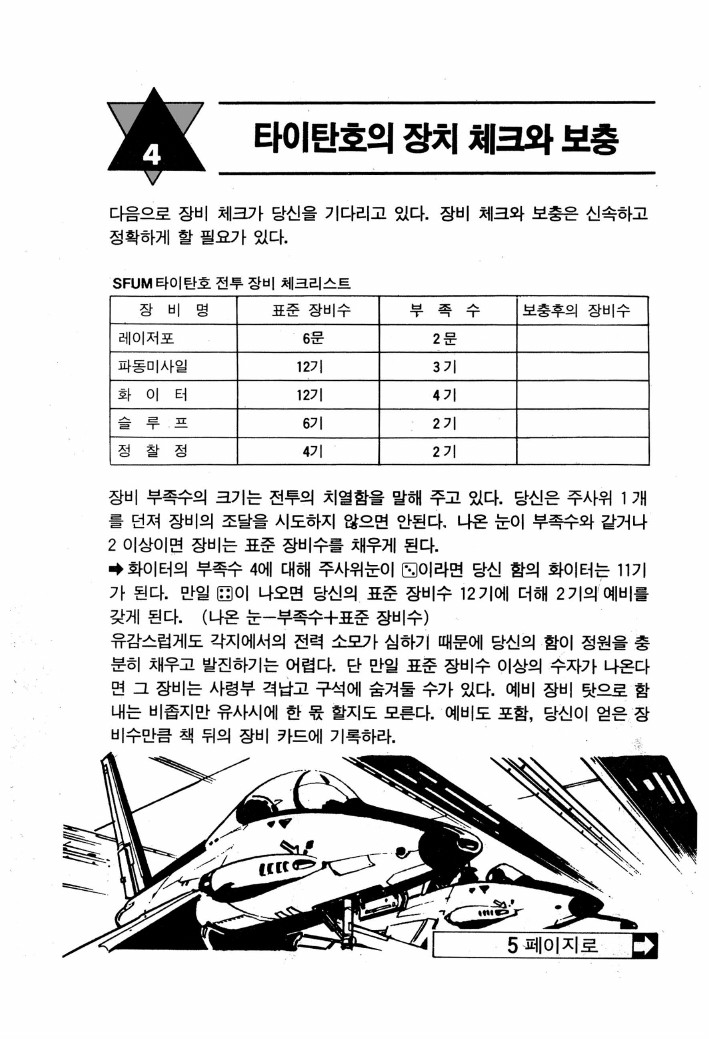 4
타이탄호의 장치 체크와 보충
다음으로 장비 체크가 당신을 기다리고 있다. 장비 체크와 보충은 신속하고
정확하게 할 필요가 있다.
SFUM타이탄호 전투 장비 체크리스트
장 비 명 표준 장비수 부 족 수 보충후의 장비수
레이저포 6문 2문
파동미사일 12기 3기
화 이 터 12기 4기
슬 루 프 6기 2기
정 찰 정 4기 2기
장비 부족수의 크기는 전투의 치열함을 말해 주고 있다. 당신은 주사위 1개
를 던져 장비의 조달을 시도하지 않으면 안된다. 나온 눈이 부족수와 같거나
2 이상이면 장비는 표준 장비수를 채우게 된다.
➡화이터의 부족수 4에 대해 주사위눈이 ⚂이라면 당신 함의 화이터는 11기
가 된다. 만일 ⚅이 나오면 당신의 표준 장비수 12기에 더해 2기의 예비를
갖게 된다. (나온 눈—부족수+표준 장비수)
유감스럽게도 각지에서의 전력 소모가 심하기 때문에 당신의 함이 정원을 충
분히 채우고 발진하기는 어렵다. 단 만일 표준 장비수 이상의 수자가 나온다
면 그 장비는 사령부 격납고 구석에 숨겨둘 수가 있다. 예비 장비 탓으로 함
내는 비좁지만 유사시에 한 몫 할지도 모른다. 예비도 포함, 당신이 얻은 장
비수만큼 책 뒤의 장비 카드에 기록하라.
5 페이지로